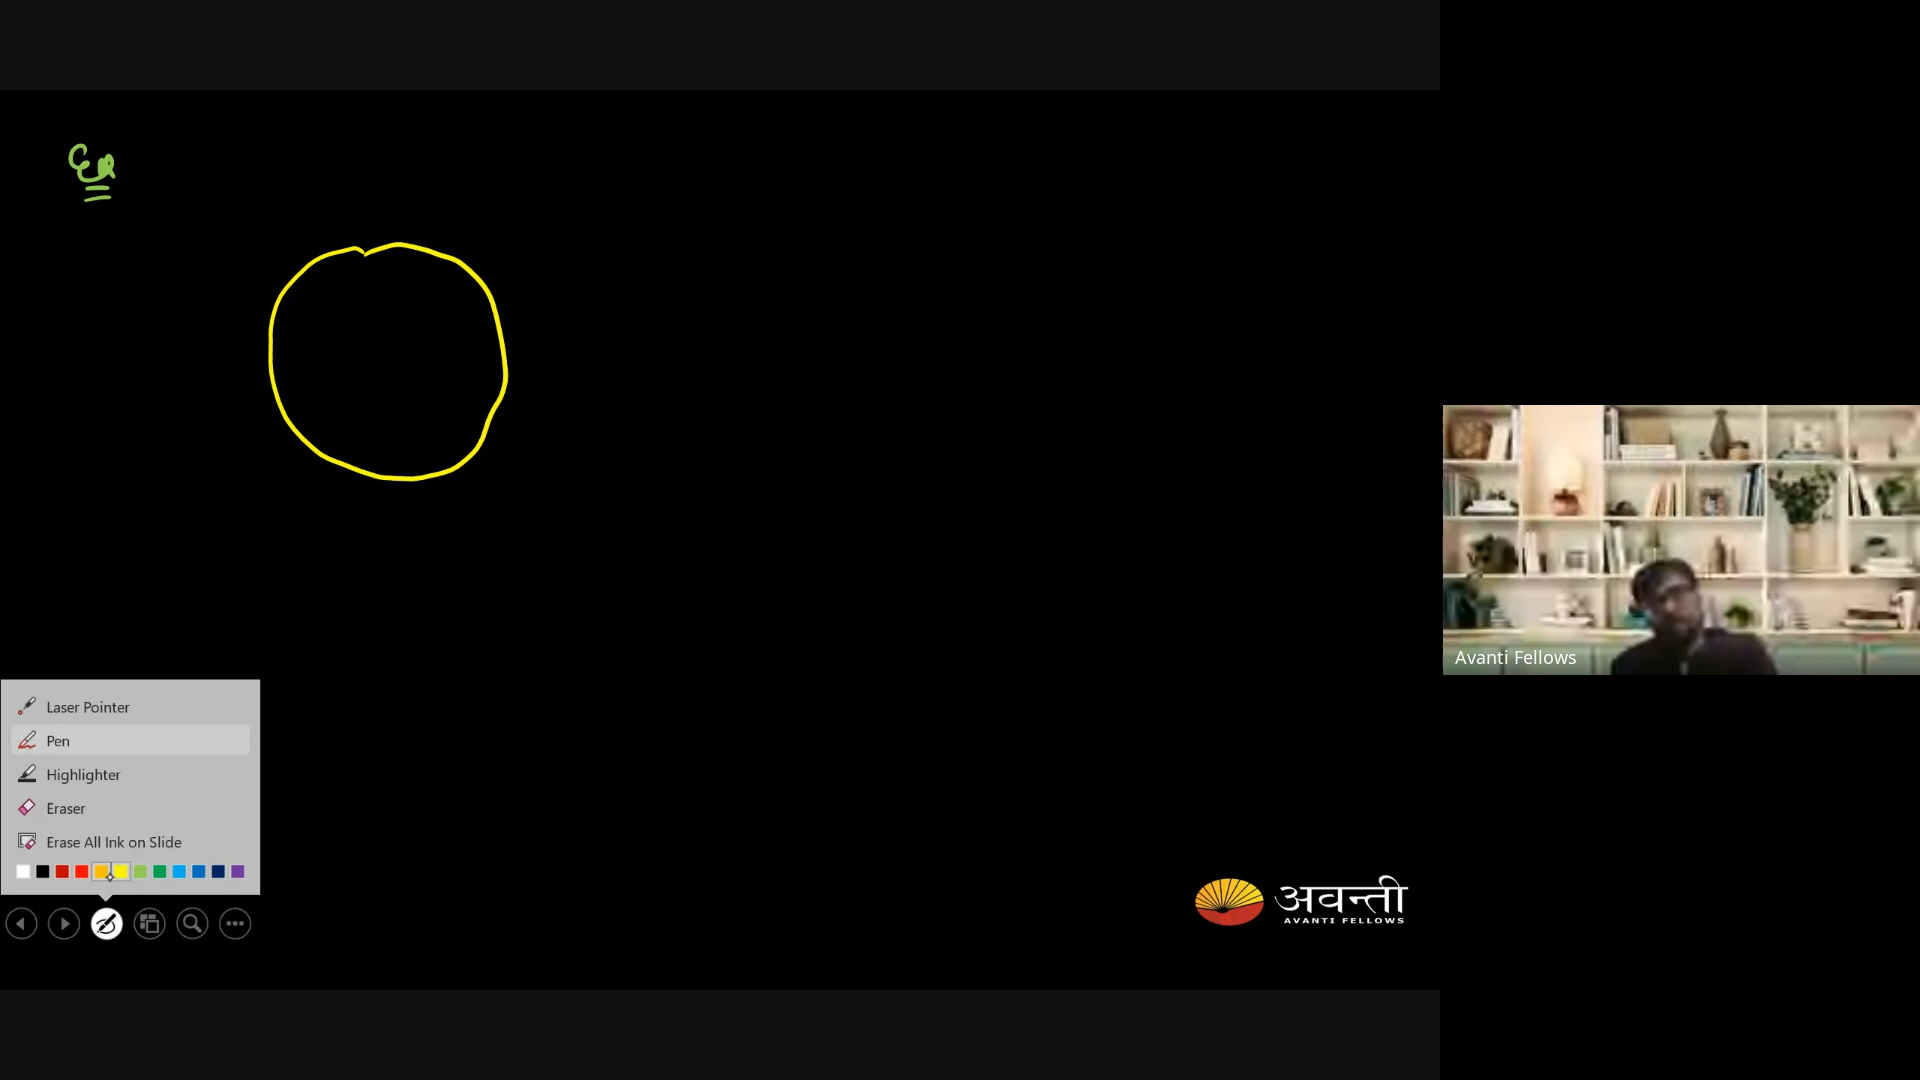 Laser Pointer
Pen
Highlighter
Eraser
Erase All Ink on Slide
अवन्ती
AVANTI FELLOWS
Avanti Fellows